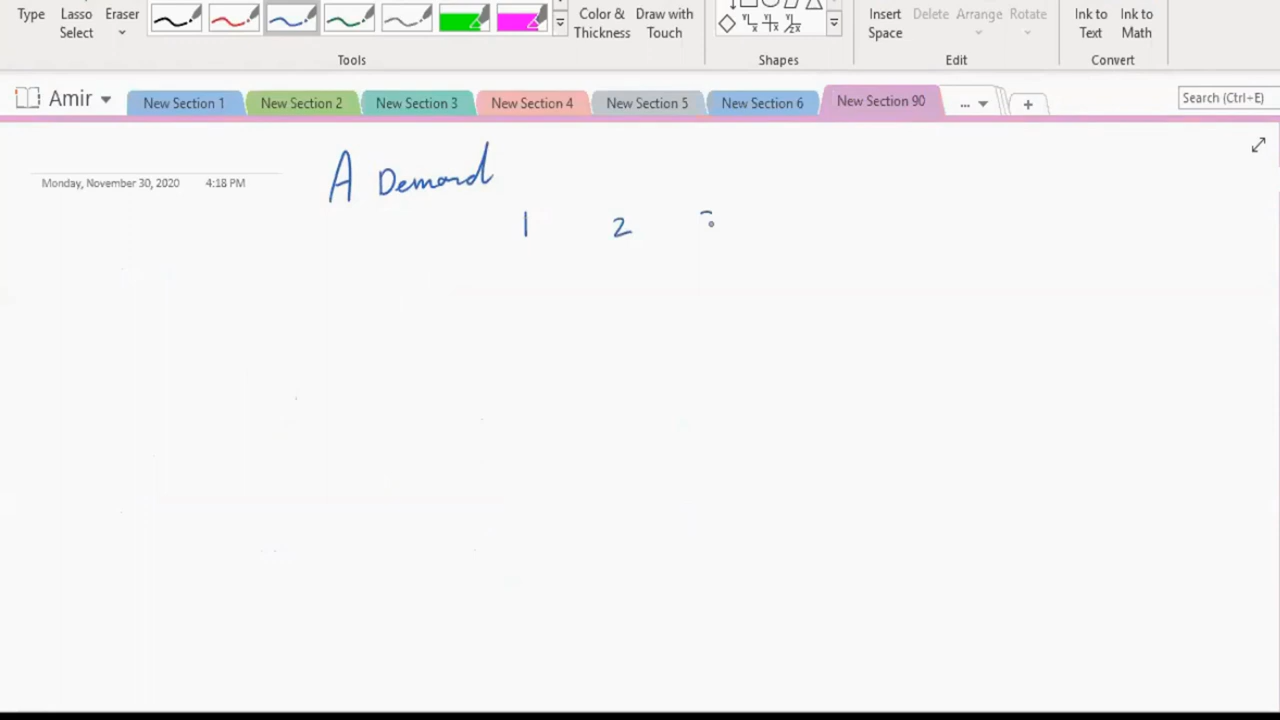 Type Lasso Select Eraser Color & Thickness Draw with Touch Insert Space Delete Arrange Rotate Ink to Text Ink to Math
Tools Shapes Edit Convert
Amir New Section 1 New Section 2 New Section 3 New Section 4 New Section 5 New Section 6 New Section 90 ... + Search (Ctrl+E)
Monday, November 30, 2020 4:18 PM
A Demand
1 2